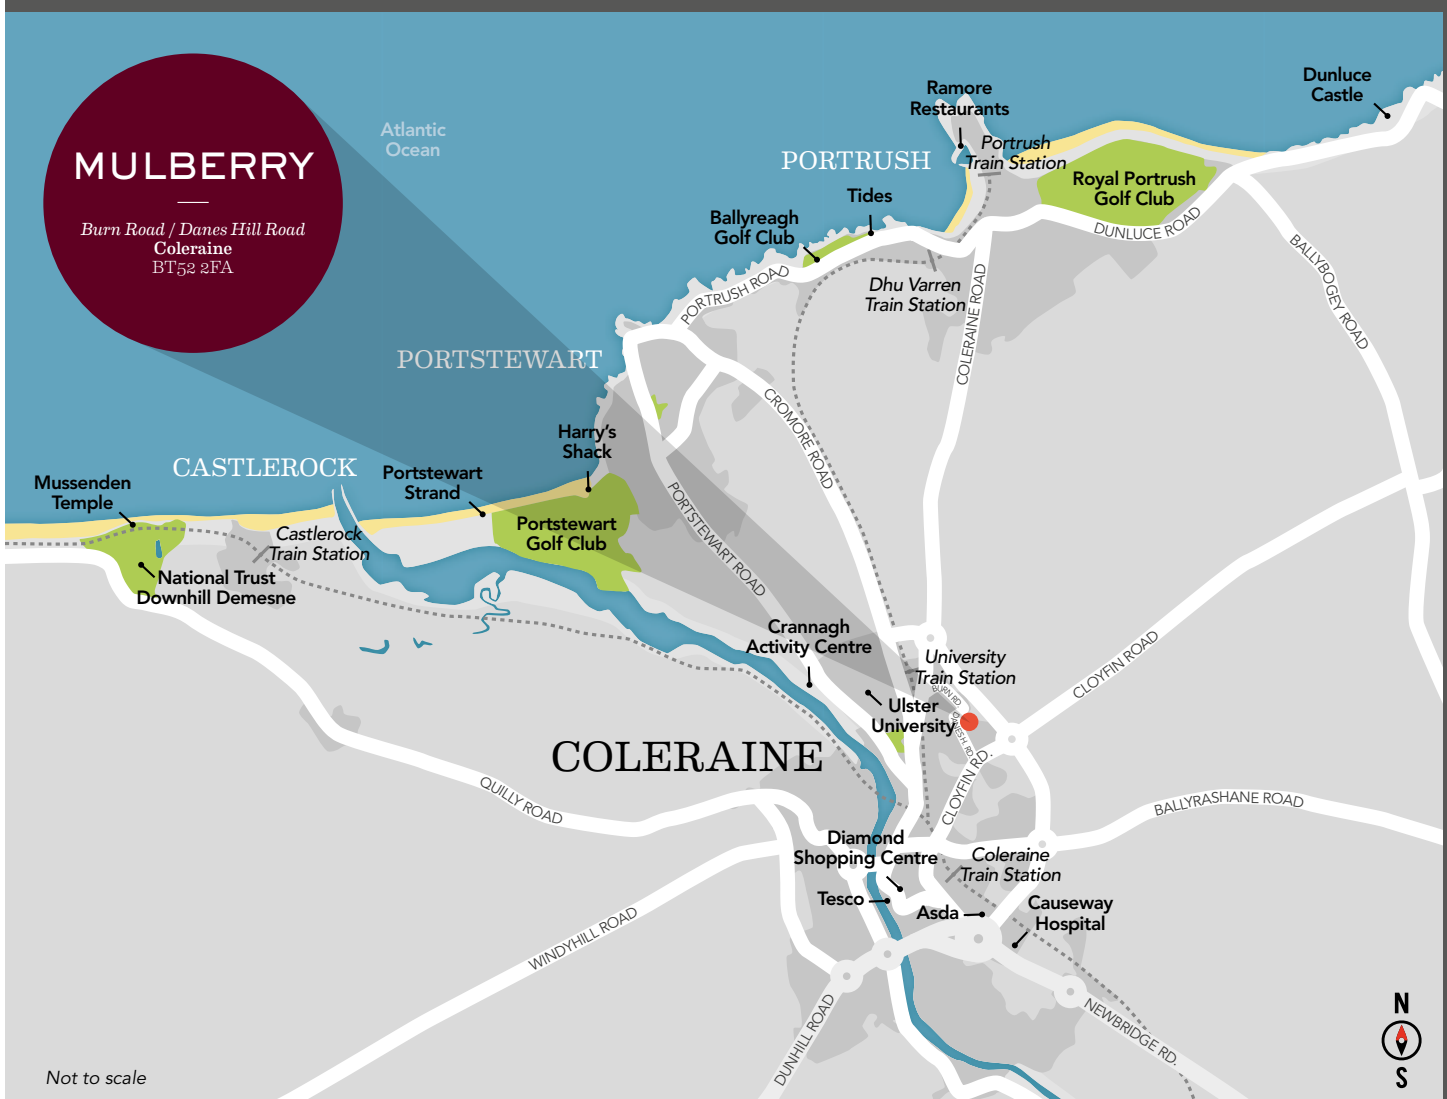 Dunluce
Castle
Ramore
Restaurants
Atlantic
Ocean
MULBERRY
Burn Road / Danes Hill Road
Coleraine
BT52 2FA
PORTRUSH
Portrush
Train Station
Royal Portrush
Golf Club
Tides
Ballyreagh
Golf Club
DUNLUCE ROAD
BALLYBOGEY ROAD
PORTRUSH ROAD
Dhu Varren
Train Station
COLERAINE ROAD
PORTSTEWART
CROMORE ROAD
Harry's
Shack
CASTLEROCK
Portstewart
Strand
Mussenden
Temple
Portstewart
Golf Club
PORTSTEWART ROAD
Castlerock
Train Station
National Trust
Downhill Demesne
Crannagh
Activity Centre
University
Train Station
CLOYFIN ROAD
BURN RD.
Ulster
University
DANES H. RD.
COLERAINE
CLOYFIN RD.
QUILLY ROAD
BALLYRASHANE ROAD
Diamond
Shopping Centre
Coleraine
Train Station
Tesco
Asda
Causeway
Hospital
WINDYHILL ROAD
DUNHILL ROAD
NEWBRIDGE RD.
N
S
Not to scale